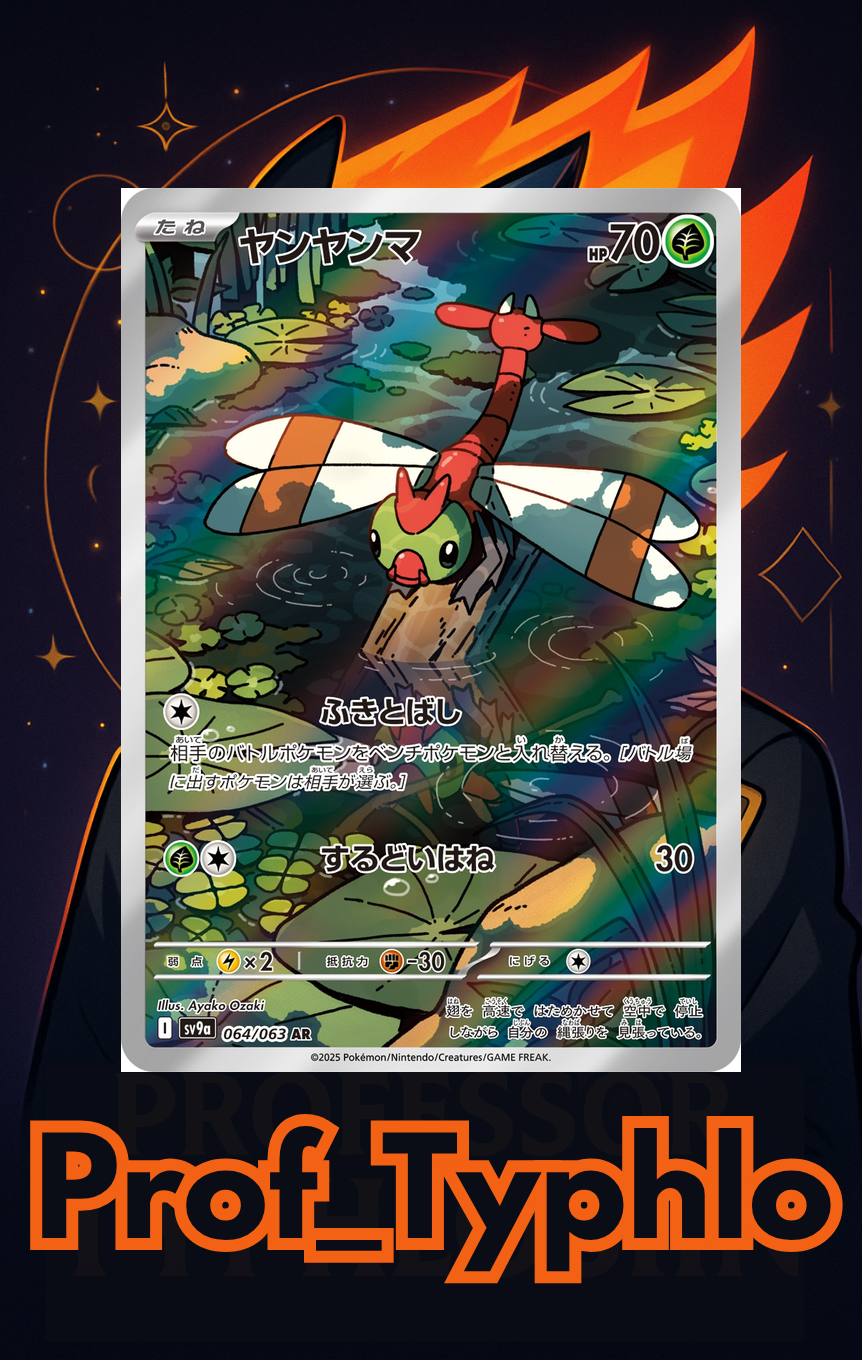 たね
ヤンヤンマ
HP70
ふきとばし
相手のバトルポケモンをベンチポケモンと入れ替える。[バトル場
に出すポケモンは相手が選ぶ。]
するどいはね 30
弱点 ×2 抵抗力 -30 にげる
Illus. Ayako Ozaki
翅を 高速で はためかせて 空中で 停止
しながら 自分の 縄張りを 見張っている。
I sv9a 064/063 AR
©2025 Pokémon/Nintendo/Creatures/GAME FREAK.
PROFESSOR
Prof_Typhlo